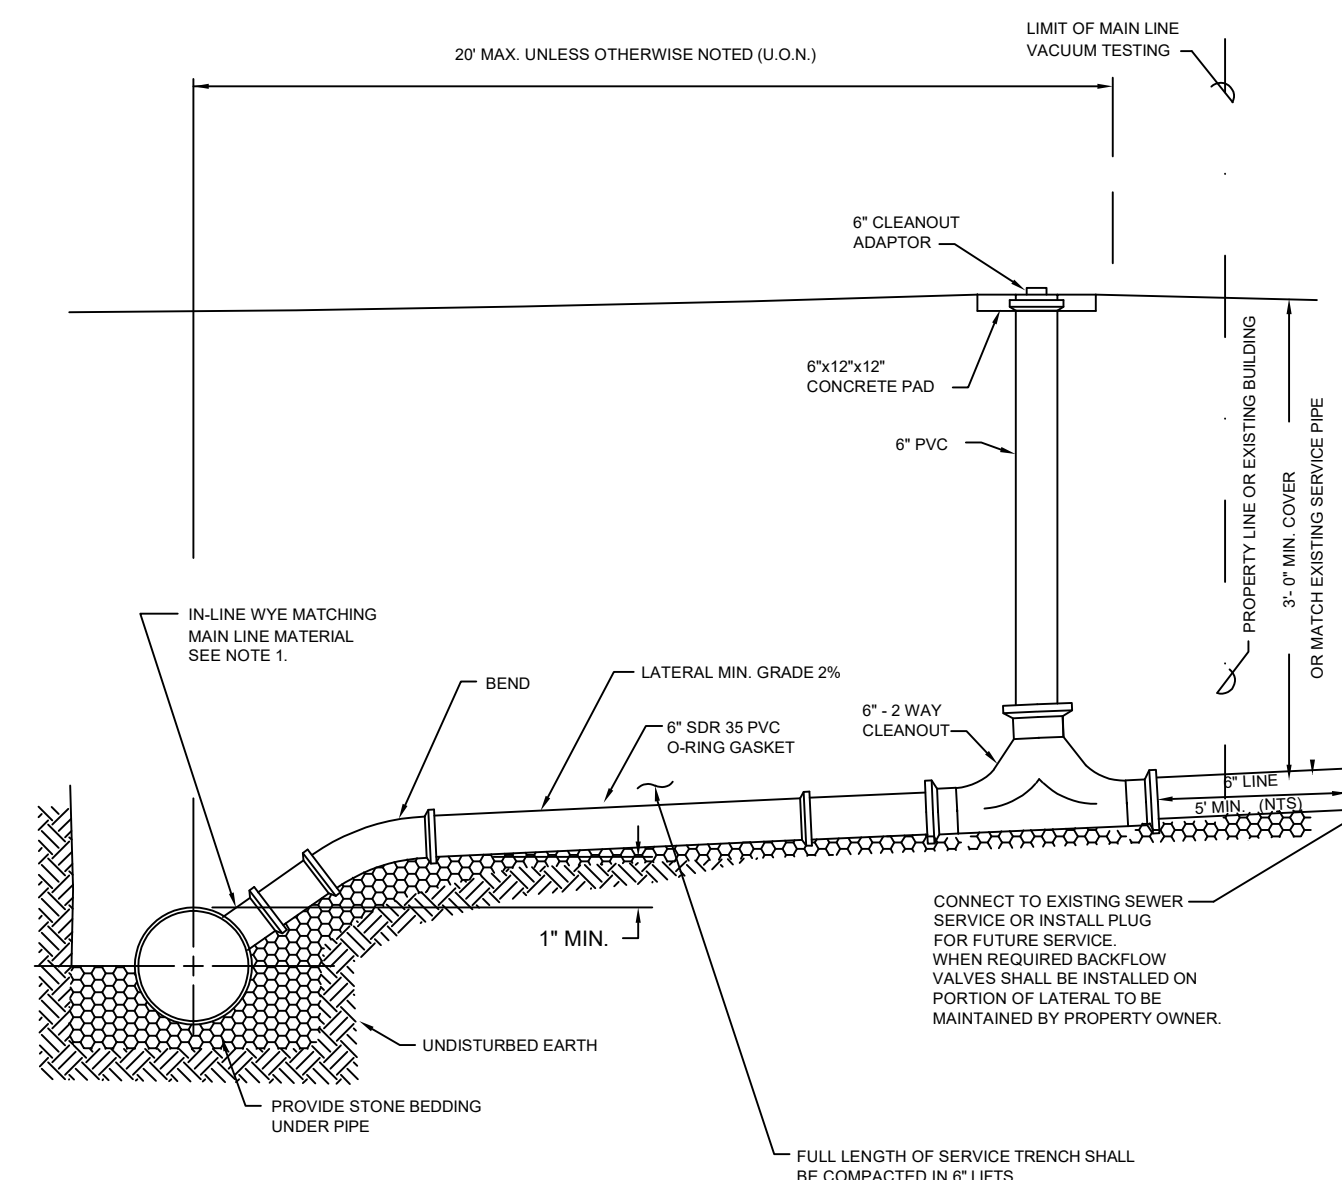 LIMIT OF MAIN LINE
VACUUM TESTING
20' MAX. UNLESS OTHERWISE NOTED (U.O.N.)
6" CLEANOUT
ADAPTOR
6"x12"x12"
CONCRETE PAD
6" PVC
PROPERTY LINE OR EXISTING BUILDING
3'- 0" MIN. COVER
OR MATCH EXISTING SERVICE PIPE
IN-LINE WYE MATCHING
MAIN LINE MATERIAL
SEE NOTE 1.
BEND
LATERAL MIN. GRADE 2%
6" SDR 35 PVC
O-RING GASKET
6" - 2 WAY
CLEANOUT
6" LINE
5' MIN. (NTS)
1" MIN.
CONNECT TO EXISTING SEWER
SERVICE OR INSTALL PLUG
FOR FUTURE SERVICE.
WHEN REQUIRED BACKFLOW
VALVES SHALL BE INSTALLED ON
PORTION OF LATERAL TO BE
MAINTAINED BY PROPERTY OWNER.
UNDISTURBED EARTH
PROVIDE STONE BEDDING
UNDER PIPE
FULL LENGTH OF SERVICE TRENCH SHALL
BE COMPACTED IN 6" LIFTS